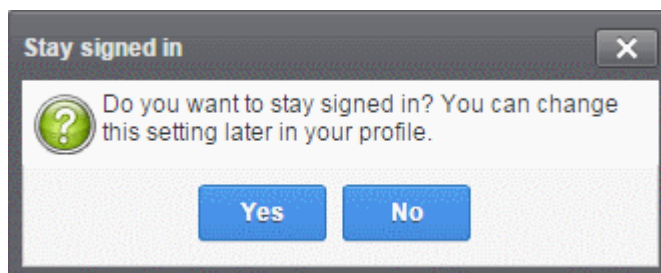 Stay signed in
Do you want to stay signed in? You can change
this setting later in your profile.
Yes
No